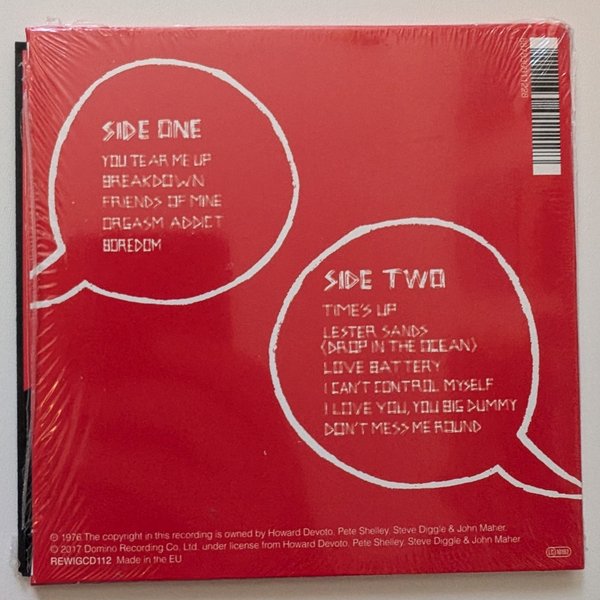 SIDE ONE
YOU TEAR ME UP
BREAKDOWN
FRIENDS OF MINE
ORGASM ADDICT
BOREDOM
SIDE TWO
TIME'S UP
LESTER SANDS
(DROP IN THE OCEAN)
LOVE BATTERY
I CAN'T CONTROL MYSELF
I LOVE YOU, YOU BIG DUMMY
DON'T MESS ME ROUND
℗ 1976 The copyright in this recording is owned by Howard Devoto, Pete Shelley, Steve Diggle & John Maher.
© 2017 Domino Recording Co. Ltd. under license from Howard Devoto, Pete Shelley, Steve Diggle & John Maher
REWIGCD112 Made in the EU